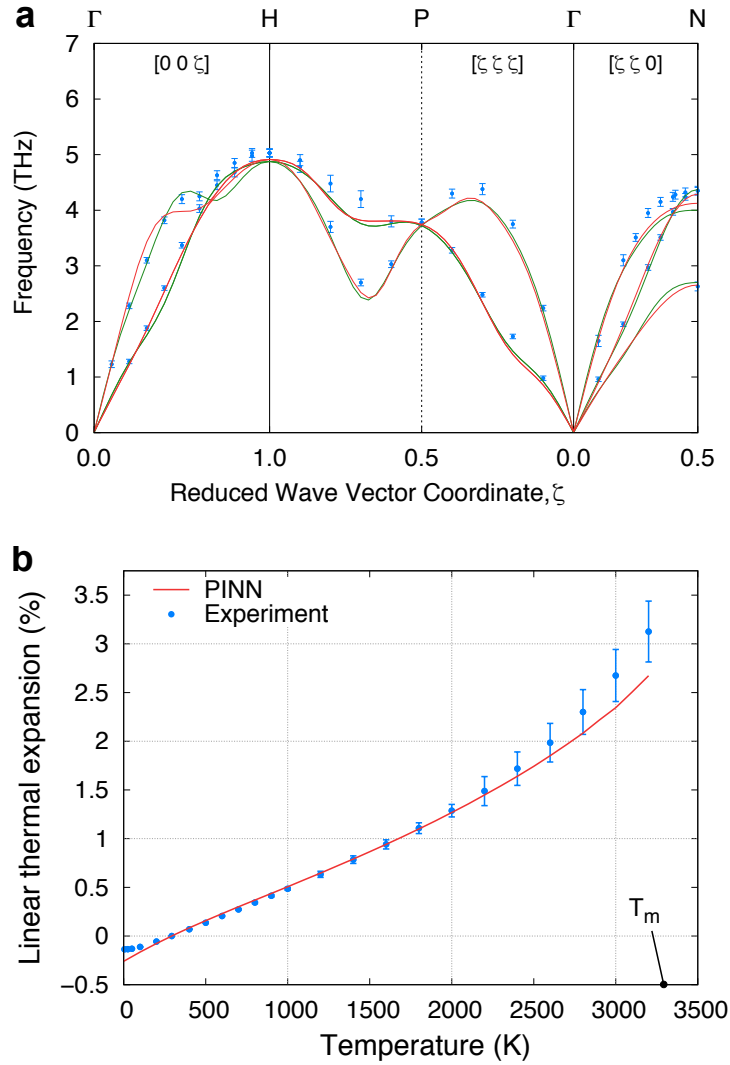 a
Γ H P Γ N
[0 0 ζ] [ζ ζ ζ] [ζ ζ 0]
7
6
5
4
3
2
1
0
Frequency (THz)
0.0 1.0 0.5 0.0 0.5
Reduced Wave Vector Coordinate,ζ
b
3.5
3
2.5
2
1.5
1
0.5
0
−0.5
Linear thermal expansion (%)
PINN
Experiment
Tm
0 500 1000 1500 2000 2500 3000 3500
Temperature (K)